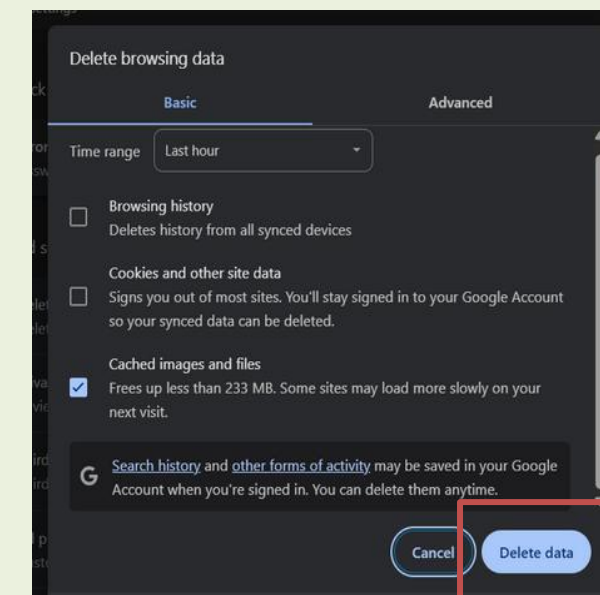 Delete browsing data
Basic
Advanced
Time range
Last hour
Browsing history
Deletes history from all synced devices
Cookies and other site data
Signs you out of most sites. You'll stay signed in to your Google Account
so your synced data can be deleted.
Cached images and files
Frees up less than 233 MB. Some sites may load more slowly on your
next visit.
G
Search history and other forms of activity may be saved in your Google
Account when you're signed in. You can delete them anytime.
Cancel
Delete data